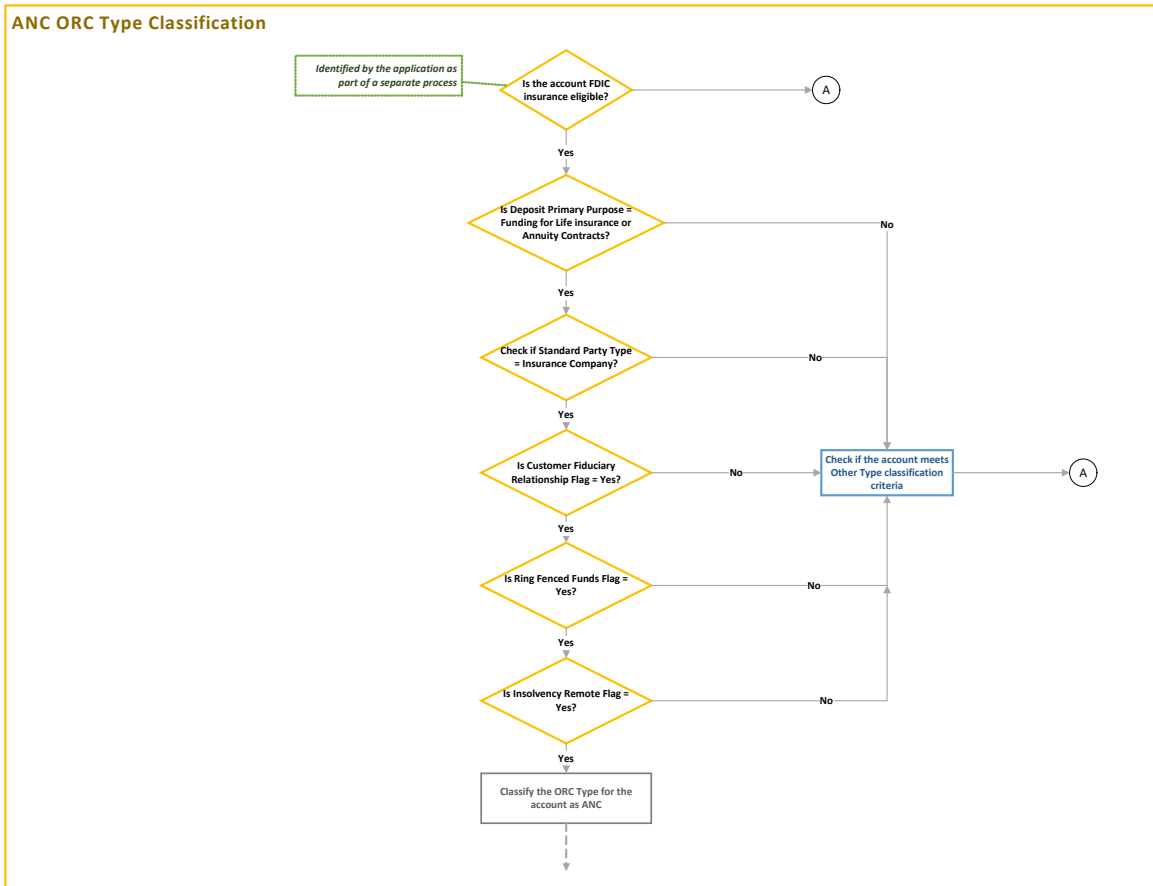 ANC ORC Type Classification
Identified by the application as
part of a separate process
Is the account FDIC
insurance eligible?
A
Yes
Is Deposit Primary Purpose =
Funding for Life insurance or
Annuity Contracts?
No
Yes
Check if Standard Party Type
= Insurance Company?
No
Yes
Is Customer Fiduciary
Relationship Flag = Yes?
No
Check if the account meets
Other Type classification
criteria
A
Yes
Is Ring Fenced Funds Flag =
Yes?
No
Yes
Is Insolvency Remote Flag =
Yes?
No
Yes
Classify the ORC Type for the
account as ANC